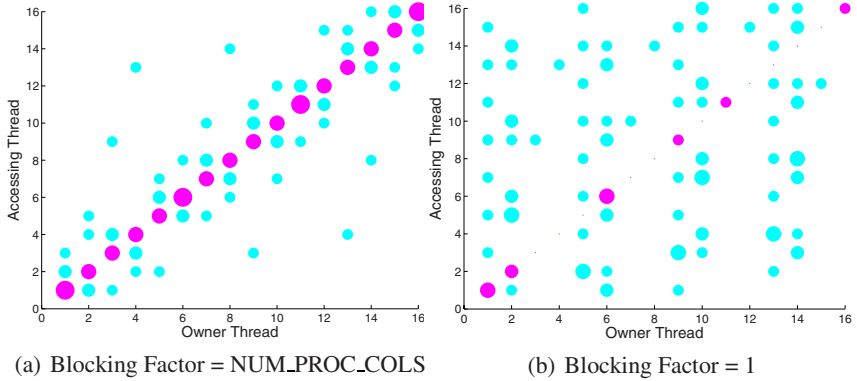 16
14
12
10
8
6
4
2
0
Accessing Thread
0 2 4 6 8 10 12 14 16
Owner Thread
(a) Blocking Factor = NUM_PROC_COLS
16
14
12
10
8
6
4
2
0
Accessing Thread
0 2 4 6 8 10 12 14 16
Owner Thread
(b) Blocking Factor = 1